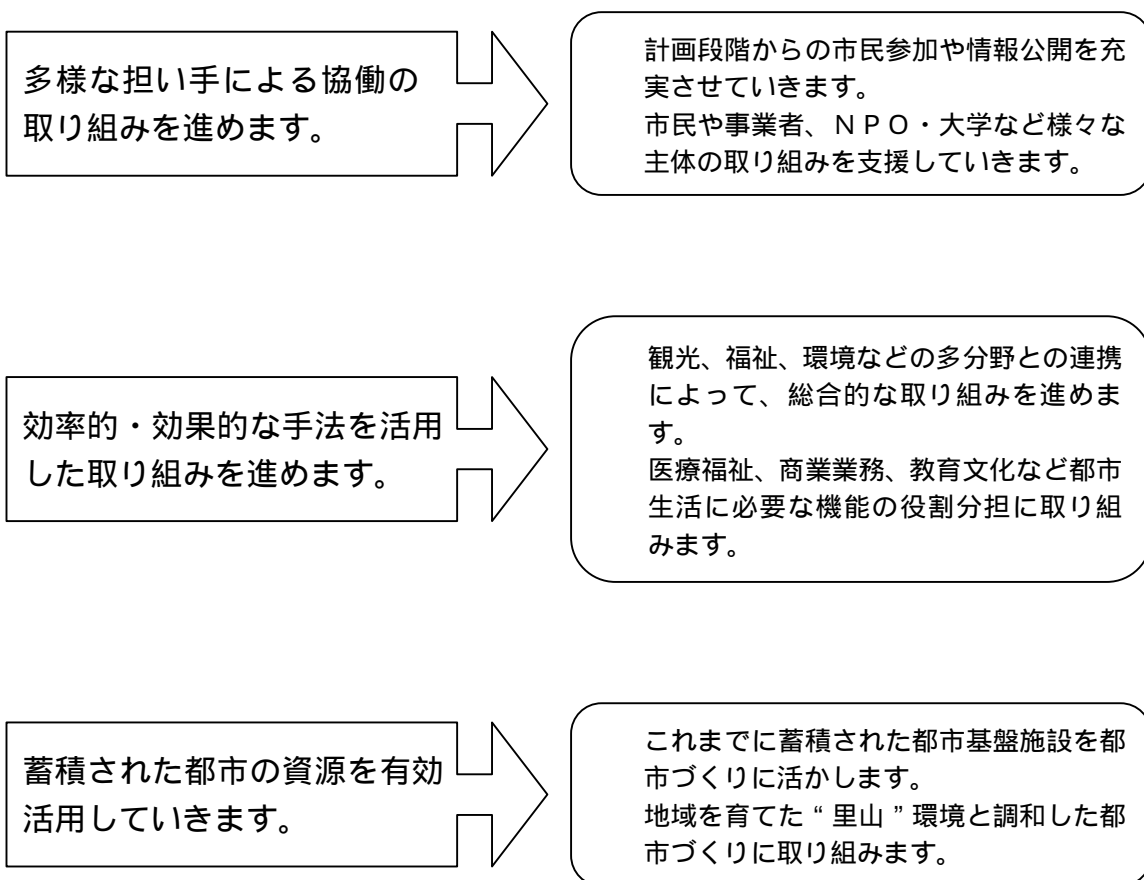 多様な担い手による協働の
取り組みを進めます。
計画段階からの市民参加や情報公開を充
実させていきます。
市民や事業者、ＮＰＯ・大学など様々な
主体の取り組みを支援していきます。
効率的・効果的な手法を活用
した取り組みを進めます。
観光、福祉、環境などの多分野との連携
によって、総合的な取り組みを進めま
す。
医療福祉、商業業務、教育文化など都市
生活に必要な機能の役割分担に取り組
みます。
蓄積された都市の資源を有効
活用していきます。
これまでに蓄積された都市基盤施設を都
市づくりに活かします。
地域を育てた“里山”環境と調和した都
市づくりに取り組みます。